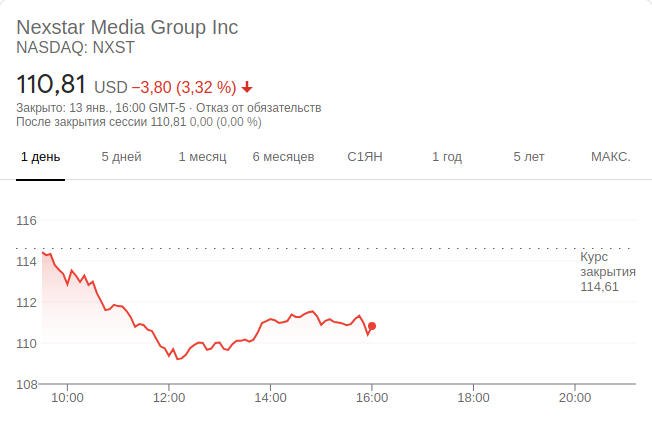 Nexstar Media Group Inc
NASDAQ: NXST
110,81 USD −3,80 (3,32 %)
Закрыто: 13 янв., 16:00 GMT-5 · Отказ от обязательств
После закрытия сессии 110,81 0,00 (0,00 %)
1 день 5 дней 1 месяц 6 месяцев С1ЯН 1 год 5 лет МАКС.
116
114
112
110
108
Курс
закрытия
114,61
10:00 12:00 14:00 16:00 18:00 20:00